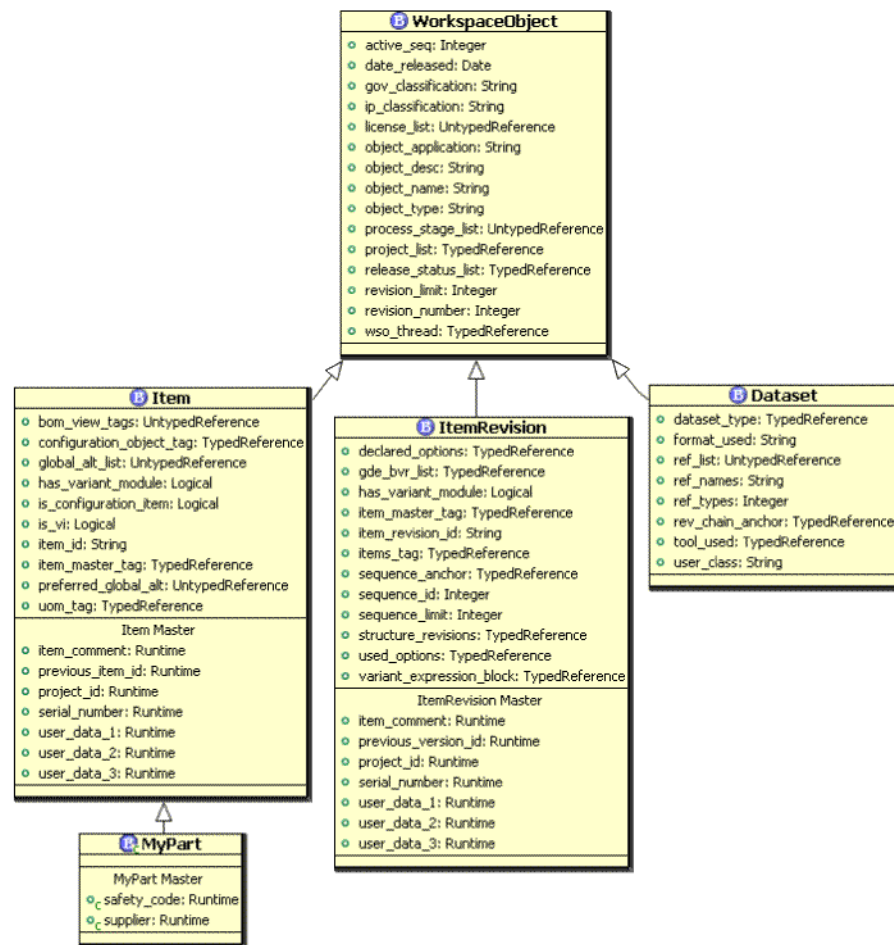 WorkspaceObject
active_seq: Integer
date_released: Date
gov_classification: String
ip_classification: String
license_list: UntypedReference
object_application: String
object_desc: String
object_name: String
object_type: String
process_stage_list: UntypedReference
project_list: TypedReference
release_status_list: TypedReference
revision_limit: Integer
revision_number: Integer
wso_thread: TypedReference
Item
bom_view_tags: UntypedReference
configuration_object_tag: TypedReference
global_alt_list: UntypedReference
has_variant_module: Logical
is_configuration_item: Logical
is_vi: Logical
item_id: String
item_master_tag: TypedReference
preferred_global_alt: UntypedReference
uom_tag: TypedReference
Item Master
item_comment: Runtime
previous_item_id: Runtime
project_id: Runtime
serial_number: Runtime
user_data_1: Runtime
user_data_2: Runtime
user_data_3: Runtime
ItemRevision
declared_options: TypedReference
gde_bvr_list: TypedReference
has_variant_module: Logical
item_master_tag: TypedReference
item_revision_id: String
items_tag: TypedReference
sequence_anchor: TypedReference
sequence_id: Integer
sequence_limit: Integer
structure_revisions: TypedReference
used_options: TypedReference
variant_expression_block: TypedReference
ItemRevision Master
item_comment: Runtime
previous_version_id: Runtime
project_id: Runtime
serial_number: Runtime
user_data_1: Runtime
user_data_2: Runtime
user_data_3: Runtime
Dataset
dataset_type: TypedReference
format_used: String
ref_list: UntypedReference
ref_names: String
ref_types: Integer
rev_chain_anchor: TypedReference
tool_used: TypedReference
user_class: String
MyPart
MyPart Master
safety_code: Runtime
supplier: Runtime